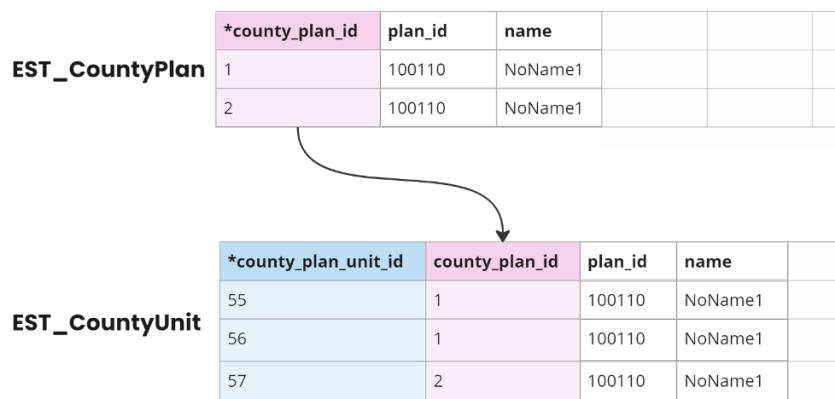 *county_plan_id plan_id name
EST_CountyPlan
1 100110 NoName1
2 100110 NoName1
*county_plan_unit_id county_plan_id plan_id name
55 1 100110 NoName1
EST_CountyUnit
56 1 100110 NoName1
57 2 100110 NoName1